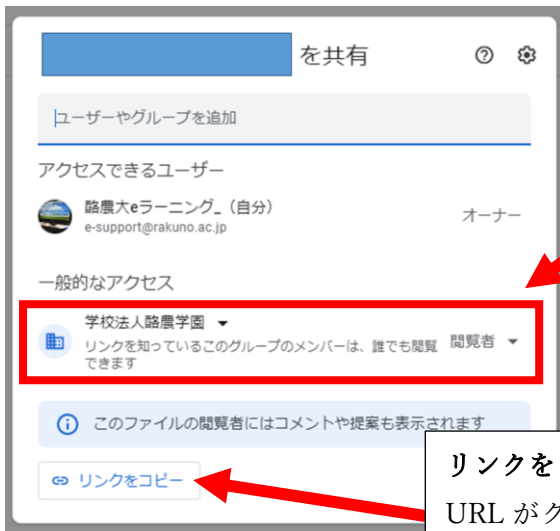 を共有
ユーザーやグループを追加
アクセスできるユーザー
酪農大eラーニング_（自分）
e-support@rakuno.ac.jp
オーナー
一般的なアクセス
学校法人酪農学園
リンクを知っているこのグループのメンバーは、誰でも閲覧
できます
閲覧者
このファイルの閲覧者にはコメントや提案も表示されます
リンクをコピー
リンクを
URL がク